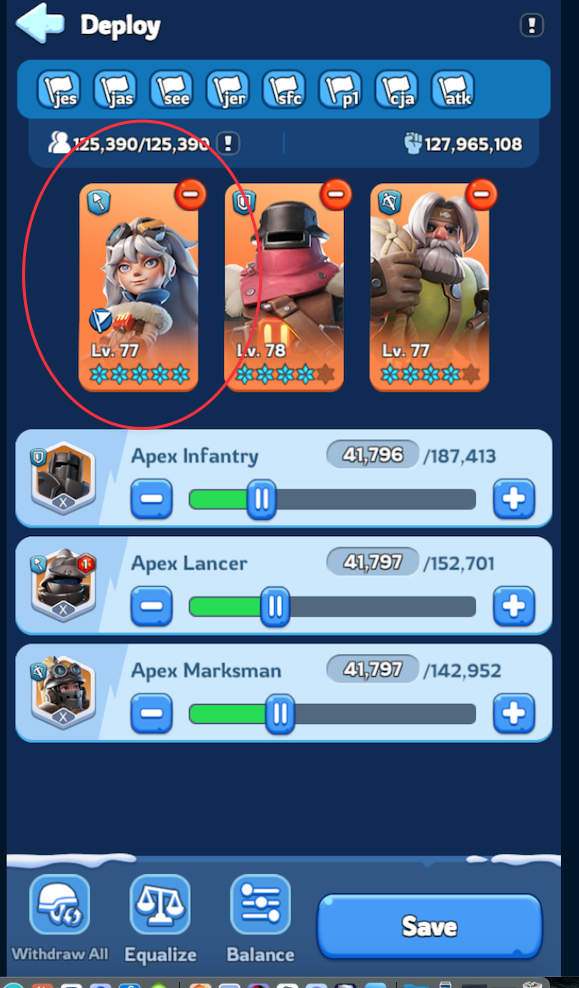 Deploy
jes jas see jer sfc p1 cja atk
125,390/125,390 127,965,108
Lv. 77 Lv. 78 Lv. 77
Apex Infantry 41,796 /187,413
X
Apex Lancer 41,797 /152,701
X
Apex Marksman 41,797 /142,952
X
Withdraw All Equalize Balance Save